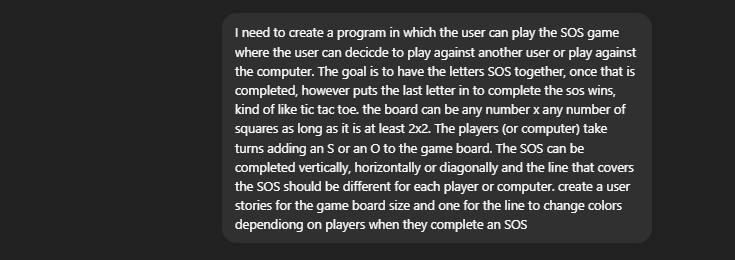 I need to create a program in which the user can play the SOS game
where the user can decicde to play against another user or play against
the computer. The goal is to have the letters SOS together, once that is
completed, however puts the last letter in to complete the sos wins,
kind of like tic tac toe. the board can be any number x any number of
squares as long as it is at least 2x2. The players (or computer) take
turns adding an S or an O to the game board. The SOS can be
completed vertically, horizontally or diagonally and the line that covers
the SOS should be different for each player or computer. create a user
stories for the game board size and one for the line to change colors
dependiong on players when they complete an SOS